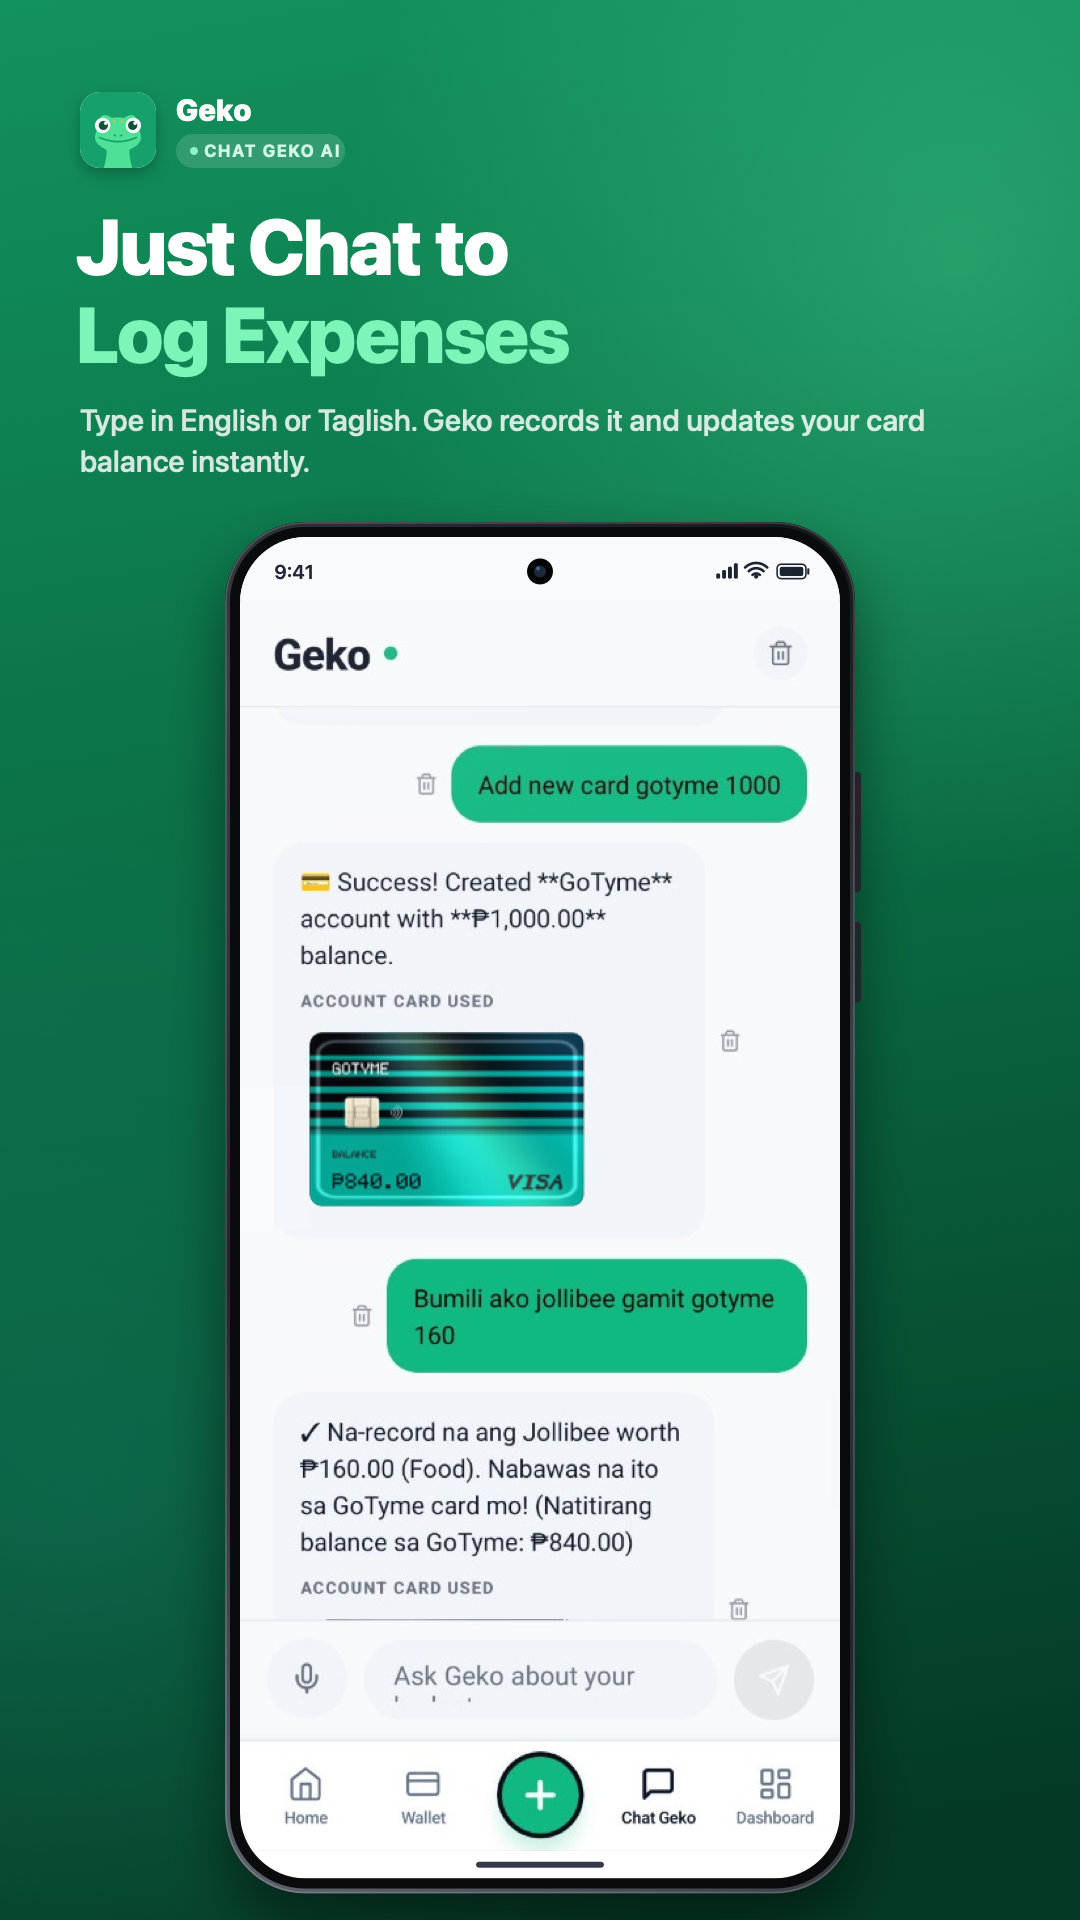 Geko
CHAT GEKO AI
Just Chat to
Log Expenses
Type in English or Taglish. Geko records it and updates your card
balance instantly.
9:41
Geko
Add new card gotyme 1000
💳 Success! Created **GoTyme**
account with **₱1,000.00**
balance.
ACCOUNT CARD USED
GOTYME
BALANCE
₱840.00
VISA
Bumili ako jollibee gamit gotyme
160
✓ Na-record na ang Jollibee worth
₱160.00 (Food). Nabawas na ito
sa GoTyme card mo! (Natitirang
balance sa GoTyme: ₱840.00)
ACCOUNT CARD USED
Ask Geko about your
Home
Wallet
Chat Geko
Dashboard